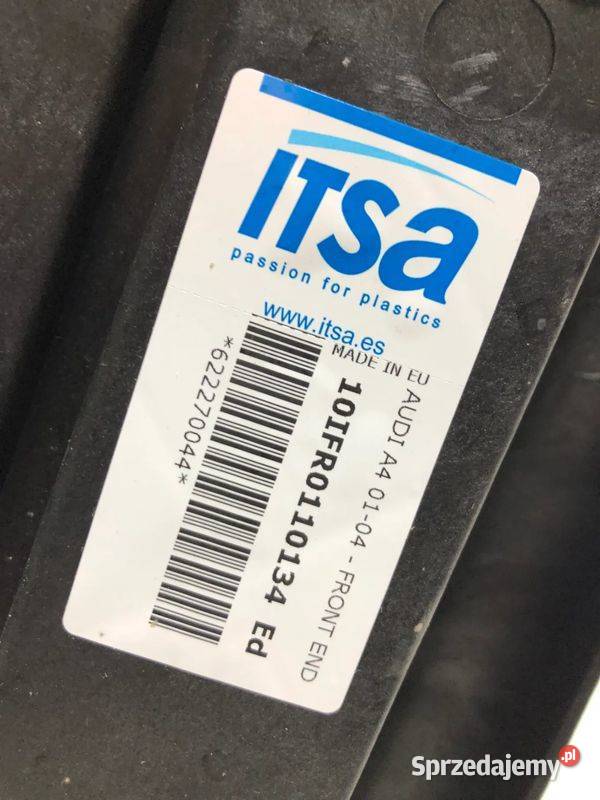 ITSA
passion for plastics
www.itsa.es
MADE IN EU
AUDI A4 01-04 - FRONT END
10IFR0110134 Ed
*622270044*
Sprzedajemy.pl